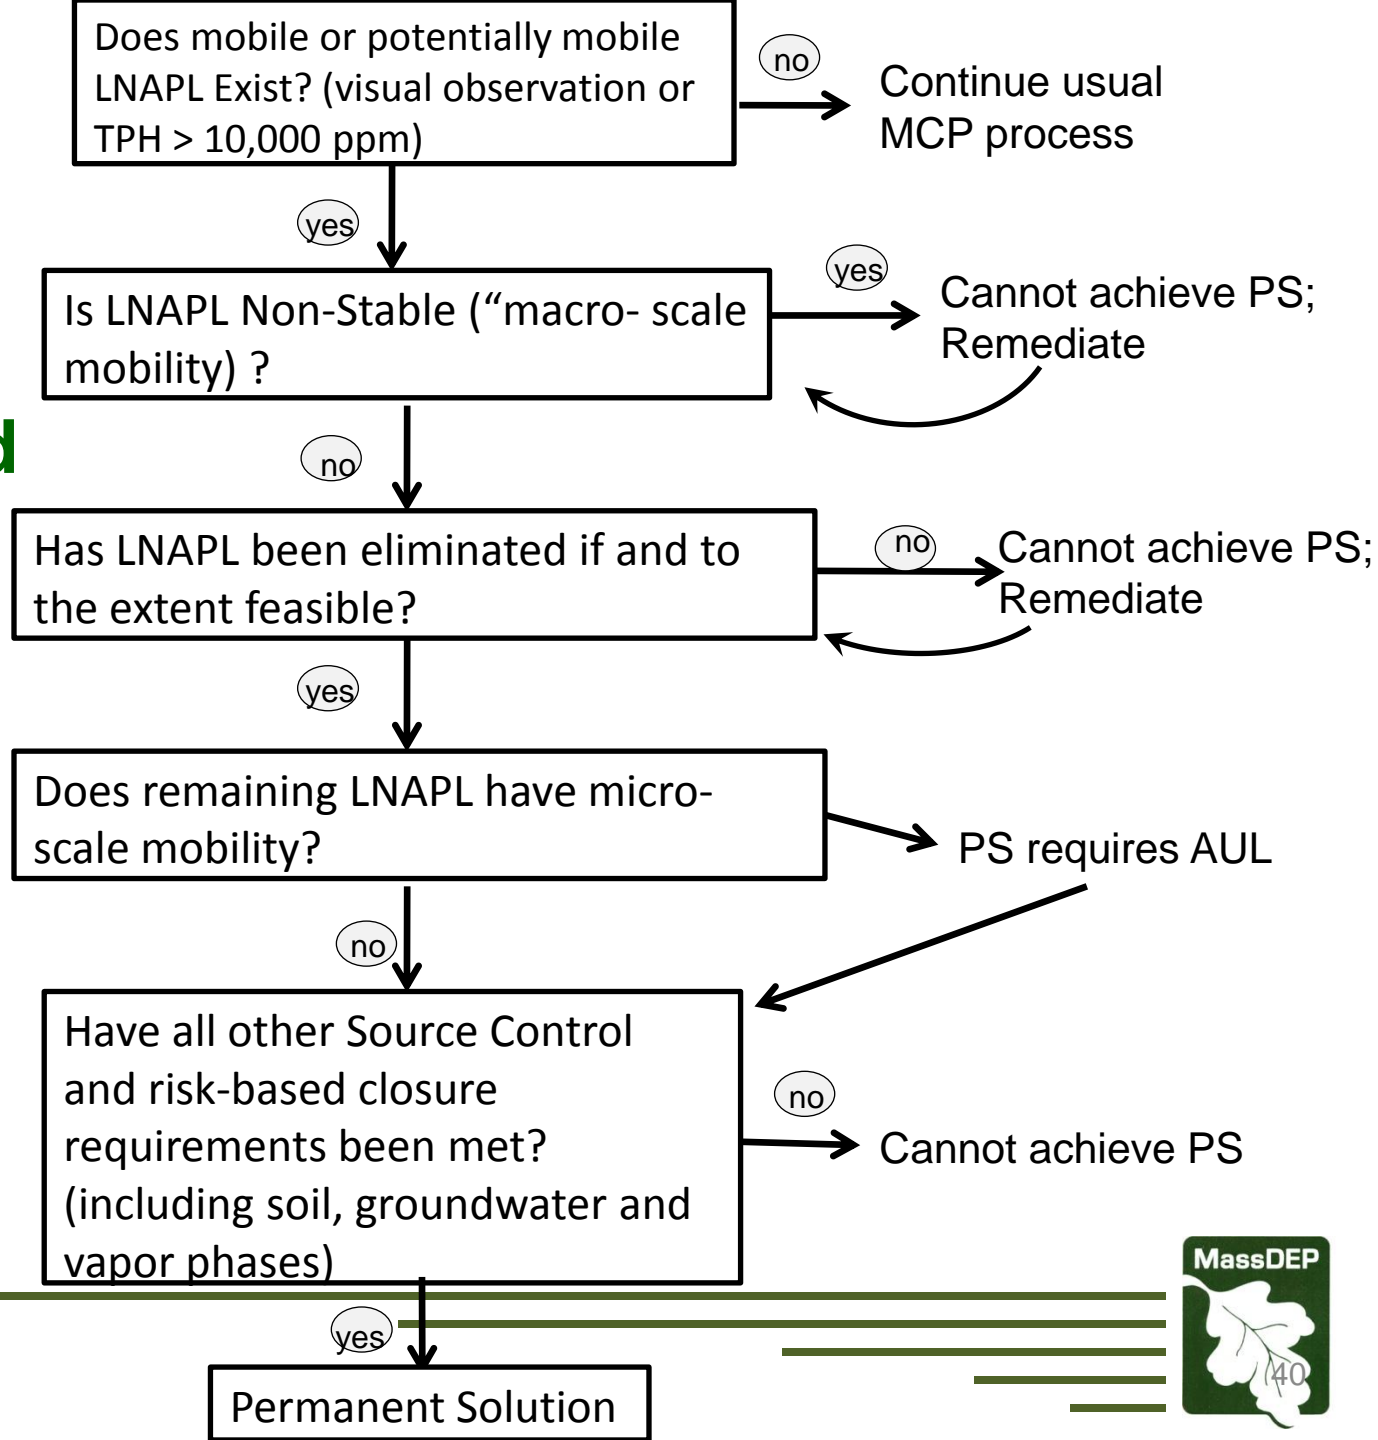 Does mobile or potentially mobile
LNAPL Exist? (visual observation or
TPH > 10,000 ppm)
no
Continue usual
MCP process
yes
Is LNAPL Non-Stable (“macro- scale
mobility) ?
yes
Cannot achieve PS;
Remediate
d
no
Has LNAPL been eliminated if and to
the extent feasible?
no
Cannot achieve PS;
Remediate
yes
Does remaining LNAPL have micro-
scale mobility?
PS requires AUL
no
Have all other Source Control
and risk-based closure
requirements been met?
(including soil, groundwater and
vapor phases)
no
Cannot achieve PS
yes
Permanent Solution
MassDEP
40